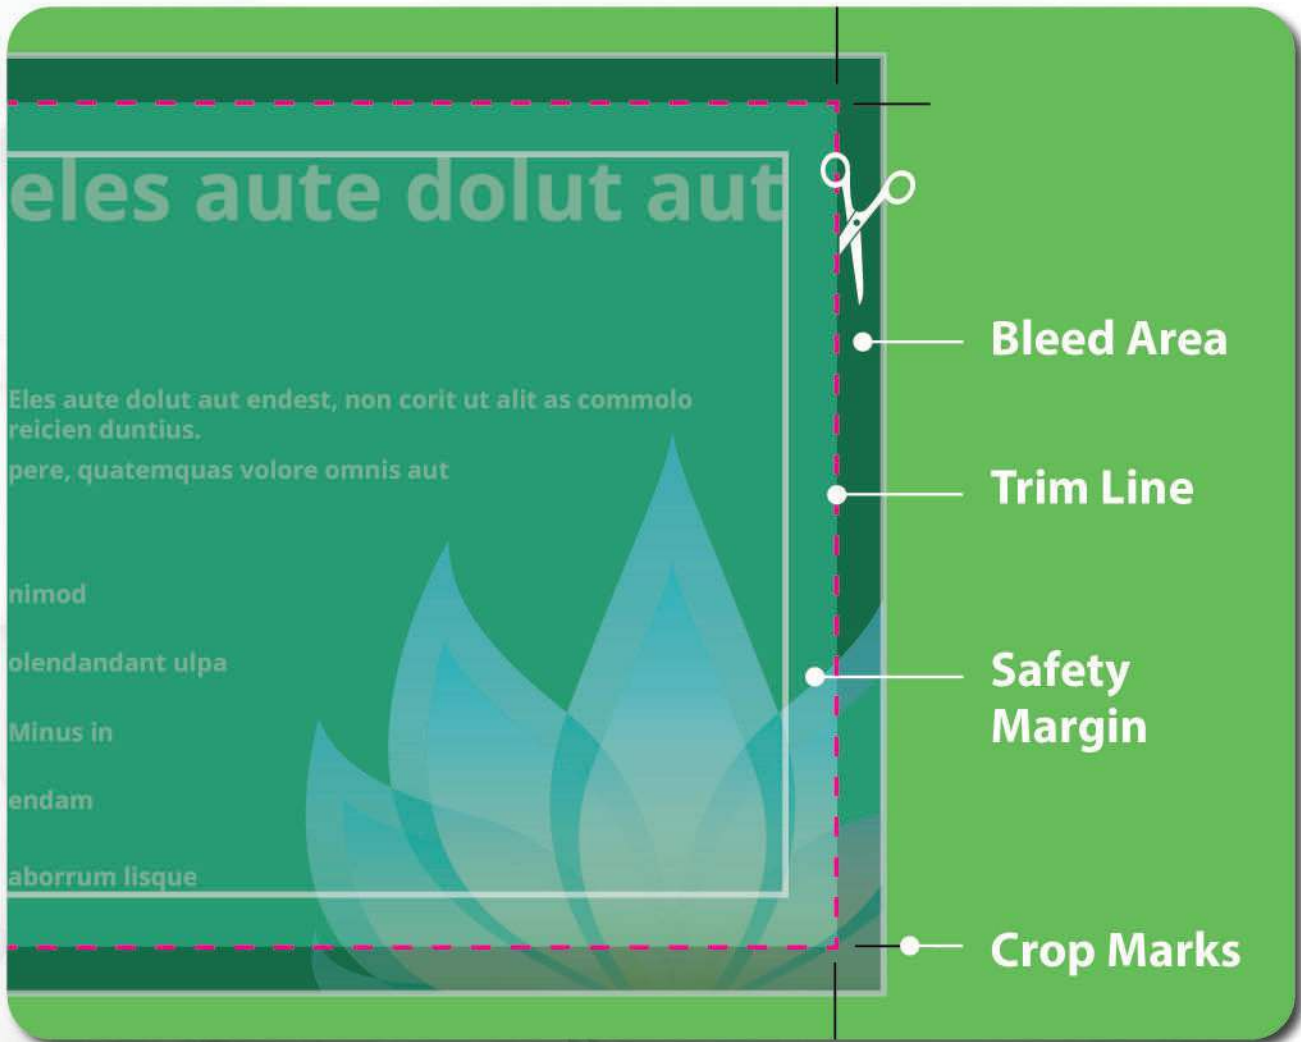 eles aute dolut aut
Eles aute dolut aut endest, non corit ut alit as commolo
reicien duntius.
pere, quatemquas volore omnis aut
nimod
olendandant ulpa
Minus in
endam
aborrum lisque
Bleed Area
Trim Line
Safety
Margin
Crop Marks